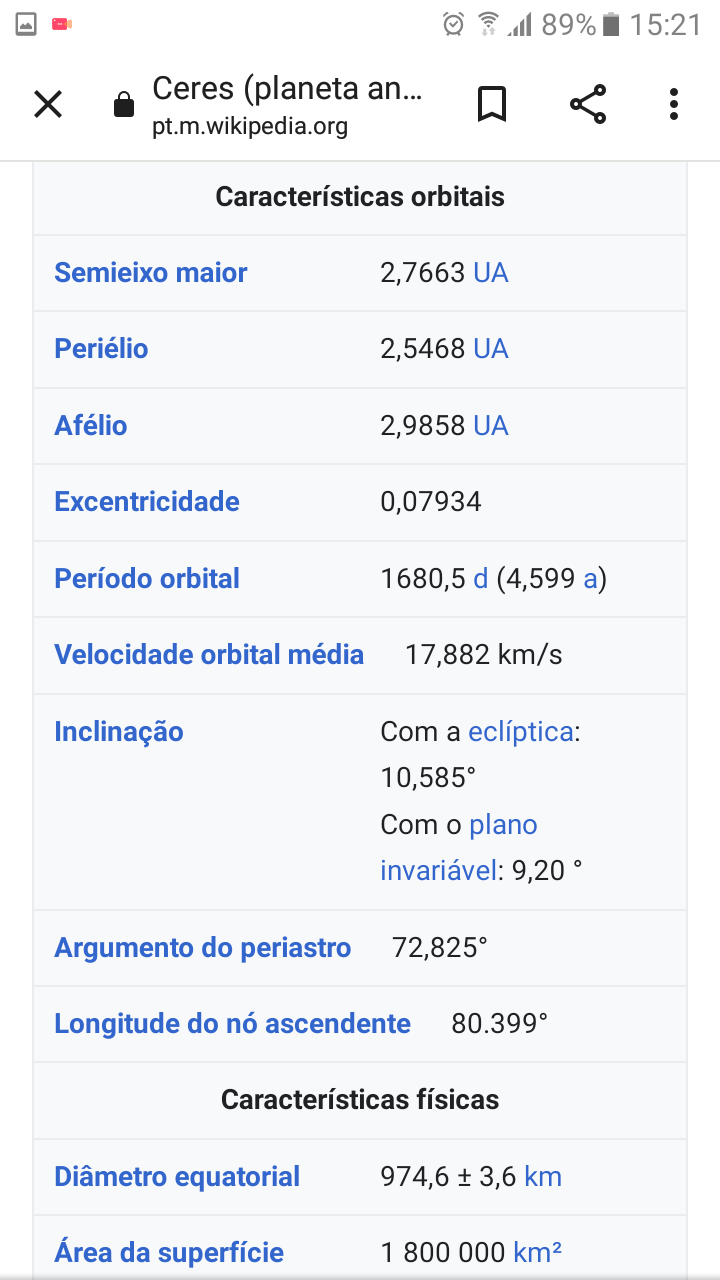 89% 15:21
Ceres (planeta an...
pt.m.wikipedia.org
Características orbitais
Semieixo maior 2,7663 UA
Periélio 2,5468 UA
Afélio 2,9858 UA
Excentricidade 0,07934
Período orbital 1680,5 d (4,599 a)
Velocidade orbital média 17,882 km/s
Inclinação Com a eclíptica:
10,585°
Com o plano
invariável: 9,20 °
Argumento do periastro 72,825°
Longitude do nó ascendente 80.399°
Características físicas
Diâmetro equatorial 974,6 ± 3,6 km
Área da superfície 1 800 000 km²